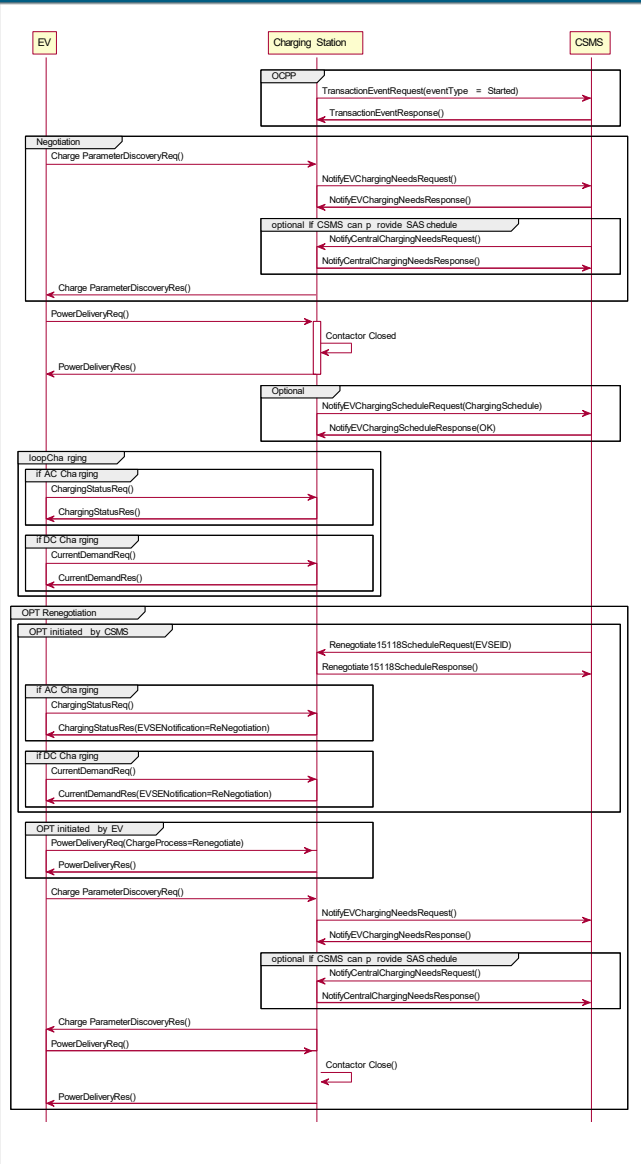 EV
Charging Station
CSMS
OCPP
TransactionEventRequest(eventType = Started)
TransactionEventResponse()
Negotiation
Charge ParameterDiscoveryReq()
NotifyEVChargingNeedsRequest()
NotifyEVChargingNeedsResponse()
optional If CSMS can p rovide SAS chedule
NotifyCentralChargingNeedsRequest()
NotifyCentralChargingNeedsResponse()
Charge ParameterDiscoveryRes()
PowerDeliveryReq()
Contactor Closed
PowerDeliveryRes()
Optional
NotifyEVChargingScheduleRequest(ChargingSchedule)
NotifyEVChargingScheduleResponse(OK)
loopCha rging
if AC Cha rging
ChargingStatusReq()
ChargingStatusRes()
if DC Cha rging
CurrentDemandReq()
CurrentDemandRes()
OPT Renegotiation
OPT initiated by CSMS
Renegotiate15118ScheduleRequest(EVSEID)
Renegotiate15118ScheduleResponse()
if AC Cha rging
ChargingStatusReq()
ChargingStatusRes(EVSENotification=ReNegotiation)
if DC Cha rging
CurrentDemandReq()
CurrentDemandRes(EVSENotification=ReNegotiation)
OPT initiated by EV
PowerDeliveryReq(ChargeProcess=Renegotiate)
PowerDeliveryRes()
Charge ParameterDiscoveryReq()
NotifyEVChargingNeedsRequest()
NotifyEVChargingNeedsResponse()
optional If CSMS can p rovide SAS chedule
NotifyCentralChargingNeedsRequest()
NotifyCentralChargingNeedsResponse()
Charge ParameterDiscoveryRes()
PowerDeliveryReq()
Contactor Close()
PowerDeliveryRes()